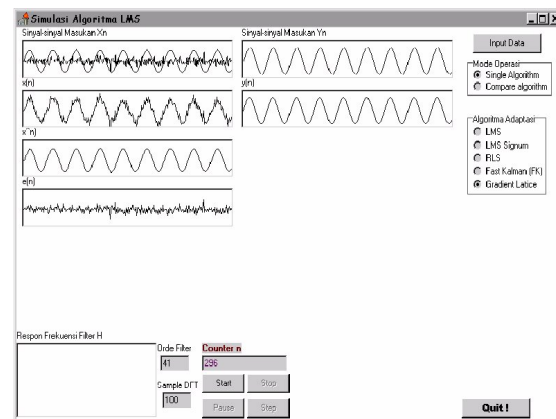 Simulasi Algoritma LMS
Sinyal-sinyal Masukan Xn
Sinyal-sinyal Masukan Yn
Input Data
Mode Operasi
Single Algorithm
Compare algorithm
x(n)
y(n)
Algoritma Adaptasi
LMS
LMS Signum
RLS
Fast Kalman (FK)
Gradient Latice
x^n)
e(n)
Respon Frekuensi Filter H
Orde Filter
Counter n
41
296
Sample DFT
100
Start
Stop
Pause
Step
Quit !